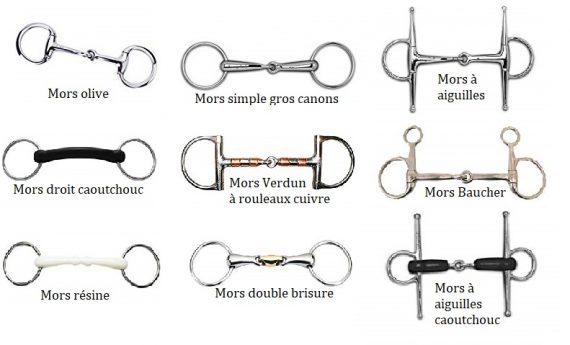 Mors olive
Mors simple gros canons
Mors à
aiguilles
Mors droit caoutchouc
Mors Verdun
à rouleaux cuivre
Mors Baucher
Mors résine
Mors double brisure
Mors à
aiguilles
caoutchouc